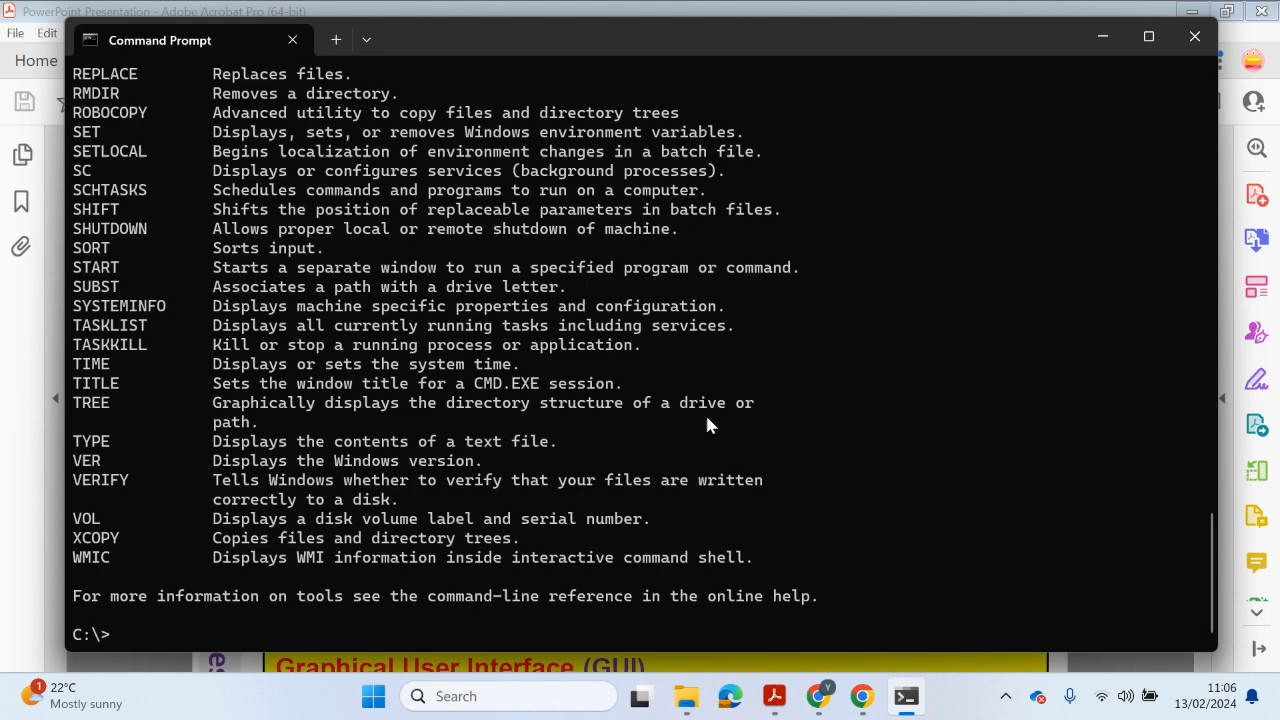 PowerPoint Presentation - Adobe Acrobat Pro (64-bit)
File Edit
Command Prompt
Home
REPLACE Replaces files.
RMDIR Removes a directory.
ROBOCOPY Advanced utility to copy files and directory trees
SET Displays, sets, or removes Windows environment variables.
SETLOCAL Begins localization of environment changes in a batch file.
SC Displays or configures services (background processes).
SCHTASKS Schedules commands and programs to run on a computer.
SHIFT Shifts the position of replaceable parameters in batch files.
SHUTDOWN Allows proper local or remote shutdown of machine.
SORT Sorts input.
START Starts a separate window to run a specified program or command.
SUBST Associates a path with a drive letter.
SYSTEMINFO Displays machine specific properties and configuration.
TASKLIST Displays all currently running tasks including services.
TASKKILL Kill or stop a running process or application.
TIME Displays or sets the system time.
TITLE Sets the window title for a CMD.EXE session.
TREE Graphically displays the directory structure of a drive or
path.
TYPE Displays the contents of a text file.
VER Displays the Windows version.
VERIFY Tells Windows whether to verify that your files are written
correctly to a disk.
VOL Displays a disk volume label and serial number.
XCOPY Copies files and directory trees.
WMIC Displays WMI information inside interactive command shell.
For more information on tools see the command-line reference in the online help.
C:\>
Graphical User Interface (GUI)
1
22°C
Mostly sunny
Search
Y
11:06
13/02/2024